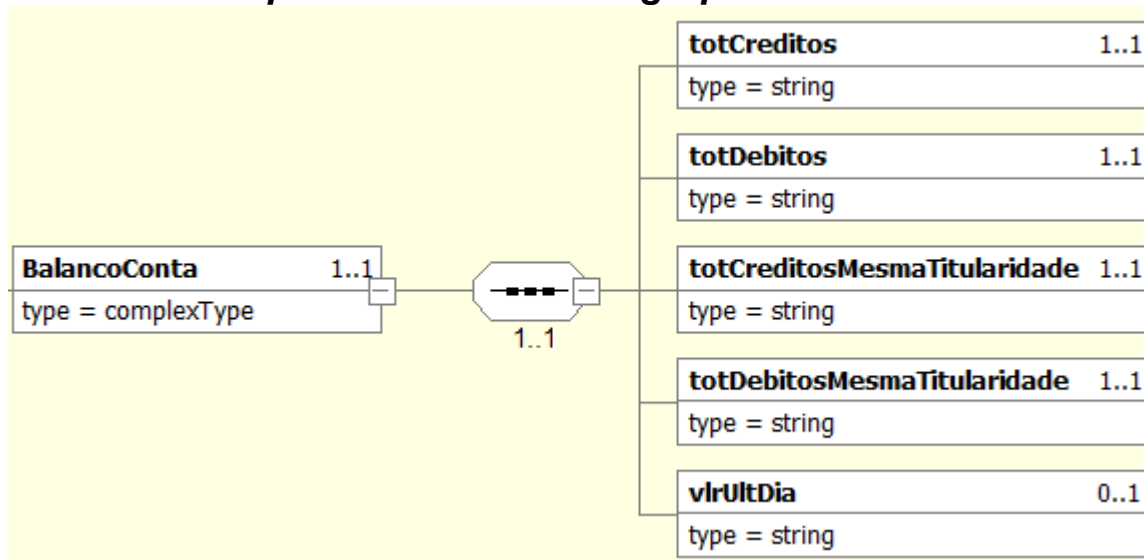 totCreditos 1..1
type = string
totDebitos 1..1
type = string
BalancoConta 1..1
type = complexType
1..1
totCreditosMesmaTitularidade 1..1
type = string
totDebitosMesmaTitularidade 1..1
type = string
vlrUltDia 0..1
type = string